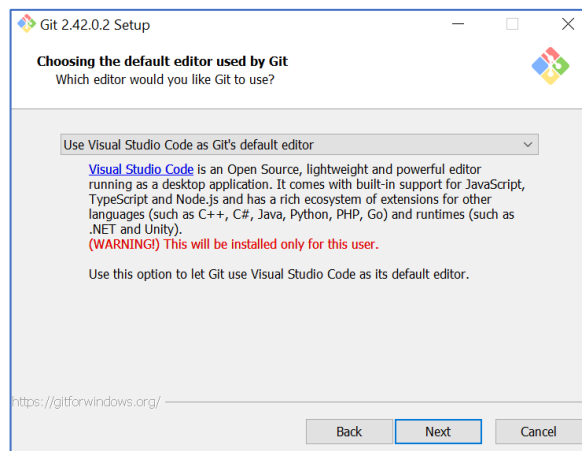 Git 2.42.0.2 Setup
Choosing the default editor used by Git
Which editor would you like Git to use?
Use Visual Studio Code as Git's default editor
Visual Studio Code is an Open Source, lightweight and powerful editor
running as a desktop application. It comes with built-in support for JavaScript,
TypeScript and Node.js and has a rich ecosystem of extensions for other
languages (such as C++, C#, Java, Python, PHP, Go) and runtimes (such as
.NET and Unity).
(WARNING!) This will be installed only for this user.
Use this option to let Git use Visual Studio Code as its default editor.
https://gitforwindows.org/
Back Next Cancel